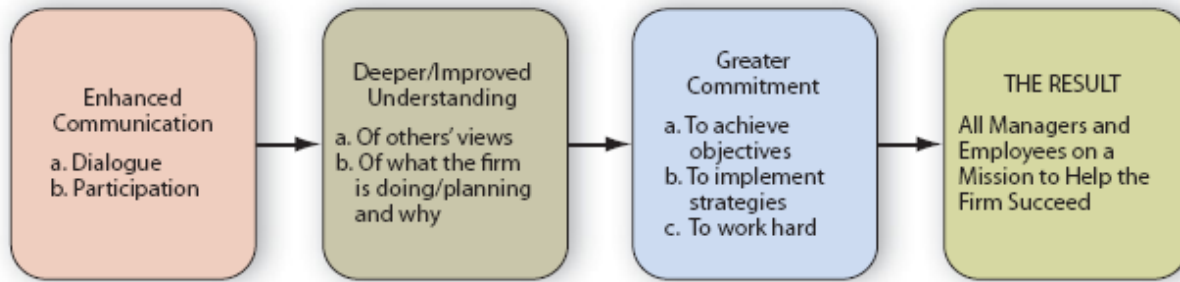 Enhanced
Communication
a. Dialogue
b. Participation
Deeper/Improved
Understanding
a. Of others' views
b. Of what the firm
is doing/planning
and why
Greater
Commitment
a. To achieve
objectives
b. To implement
strategies
c. To work hard
THE RESULT
All Managers and
Employees on a
Mission to Help the
Firm Succeed